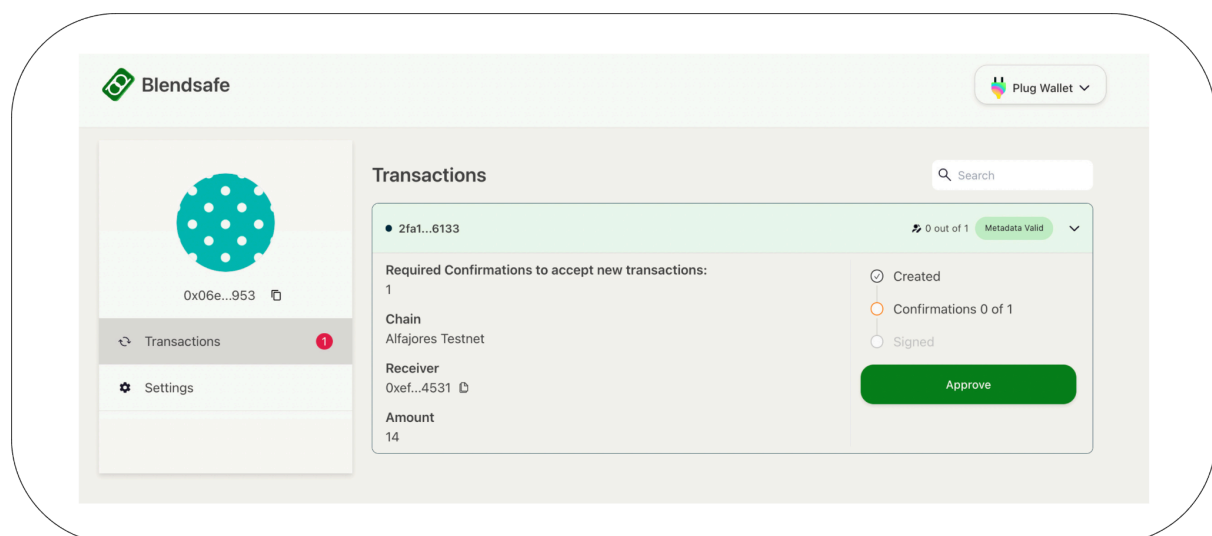 Blendsafe
Plug Wallet
0x06e...953
Transactions
1
Settings
Transactions
Search
2fa1...6133
0 out of 1
Metadata Valid
Required Confirmations to accept new transactions:
1
Chain
Alfajores Testnet
Receiver
0xef...4531
Amount
14
Created
Confirmations 0 of 1
Signed
Approve